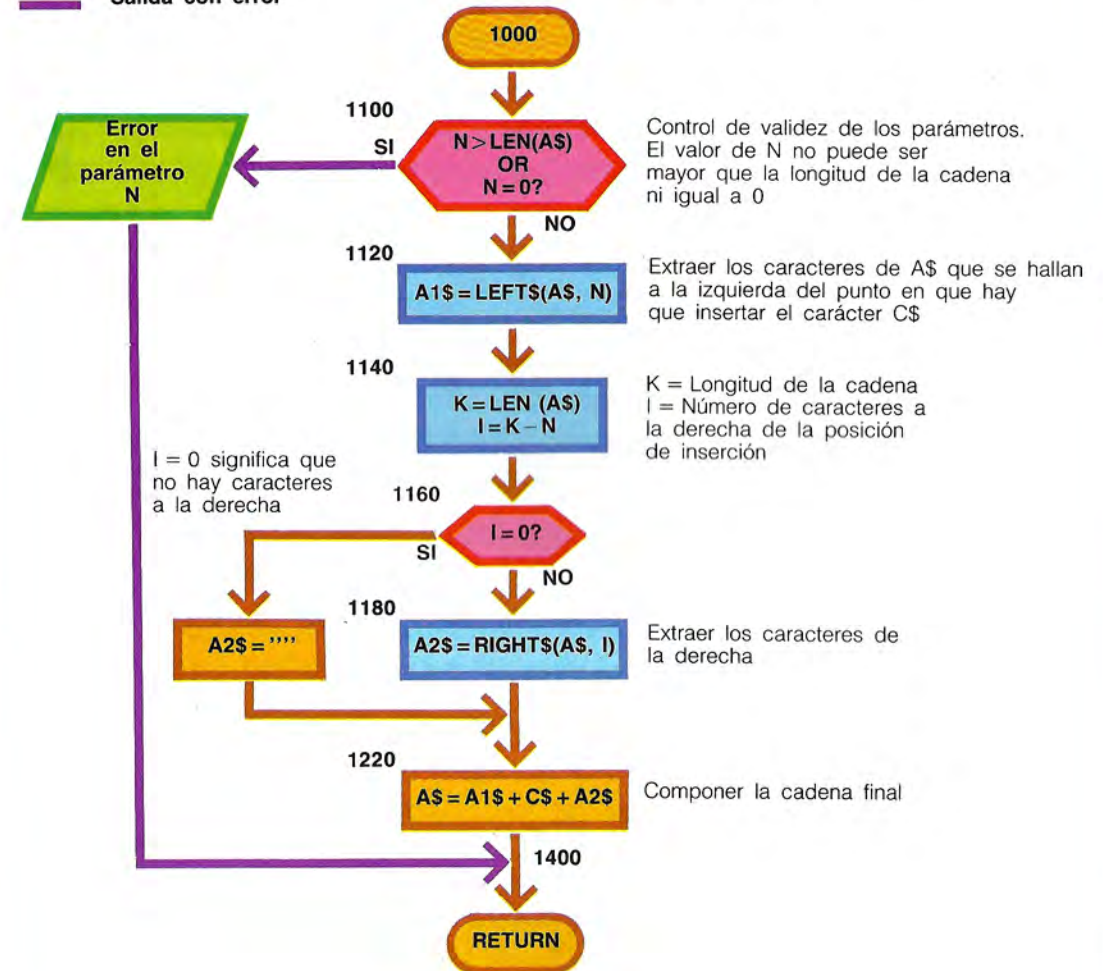 Salida con error
1000
1100
Error
en el
parámetro
N
SI
N>LEN(A$)
OR
N=0?
Control de validez de los parámetros.
El valor de N no puede ser
mayor que la longitud de la cadena
ni igual a 0
NO
1120
A1$=LEFT$(A$, N)
Extraer los caracteres de A$ que se hallan
a la izquierda del punto en que hay
que insertar el carácter C$
1140
K=LEN (A$)
I=K-N
K = Longitud de la cadena
I = Número de caracteres a
la derecha de la posición
de inserción
I = 0 significa que
no hay caracteres
a la derecha
1160
I=0?
SI
NO
1180
A2$=''''
A2$=RIGHT$(A$, I)
Extraer los caracteres de
la derecha
1220
A$=A1$+C$+A2$
Componer la cadena final
1400
RETURN